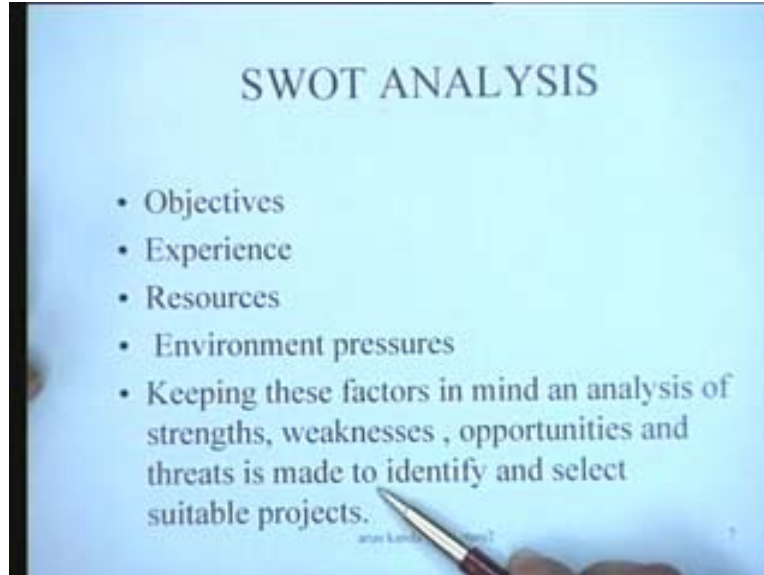 SWOT ANALYSIS
• Objectives
• Experience
• Resources
• Environment pressures
• Keeping these factors in mind an analysis of
strengths, weaknesses , opportunities and
threats is made to identify and select
suitable projects.